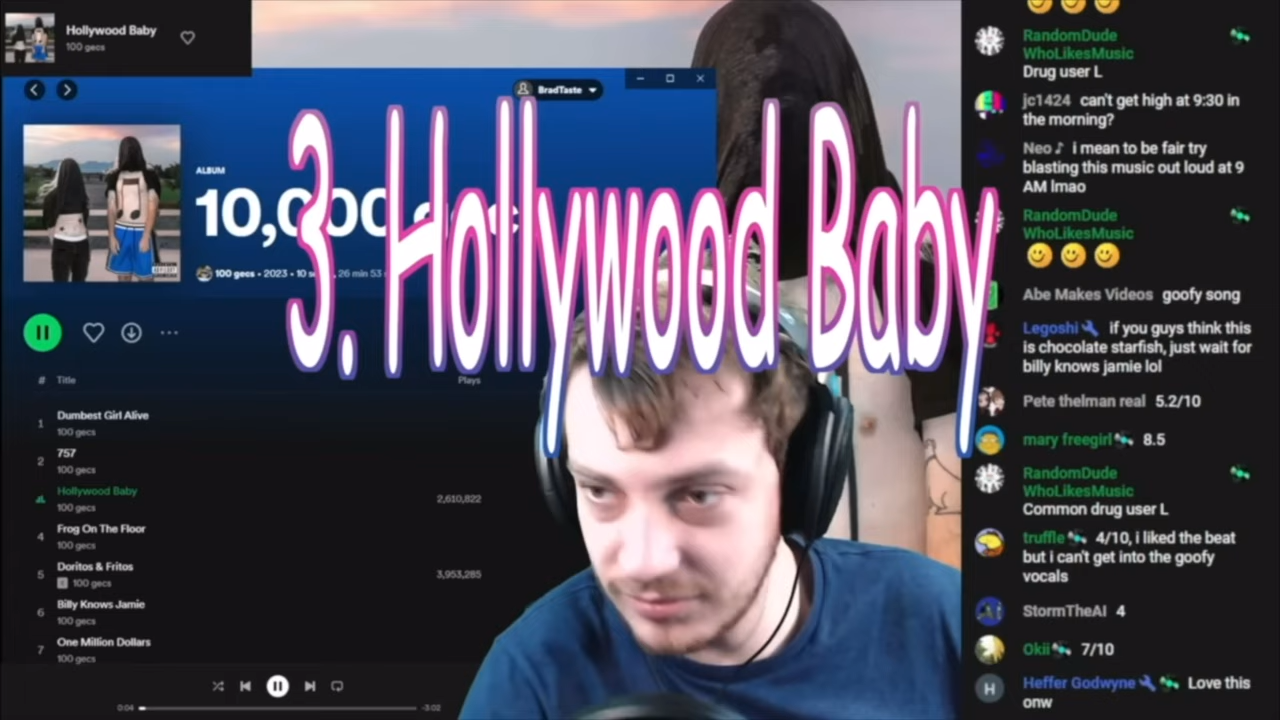 Hollywood Baby
100 gecs
BradTaste
ALBUM
10,000
100 gecs • 2023 • 10 26 min 53
3. Hollywood Baby
# Title Plays
1 Dumbest Girl Alive
100 gecs
2 757
100 gecs
Hollywood Baby 2,610,822
100 gecs
4 Frog On The Floor
100 gecs
5 Doritos & Fritos 3,953,285
E 100 gecs
6 Billy Knows Jamie
100 gecs
7 One Million Dollars
100 gecs
0:04 -3:02
RandomDude
WhoLikesMusic
Drug user L
jc1424 can't get high at 9:30 in
the morning?
Neo♪ i mean to be fair try
blasting this music out loud at 9
AM lmao
RandomDude
WhoLikesMusic
Abe Makes Videos goofy song
Legoshi if you guys think this
is chocolate starfish, just wait for
billy knows jamie lol
Pete thelman real 5.2/10
mary freegirl 8.5
RandomDude
WhoLikesMusic
Common drug user L
truffle 4/10, i liked the beat
but i can't get into the goofy
vocals
StormTheAI 4
Okii 7/10
H
Heffer Godwyne Love this
onw